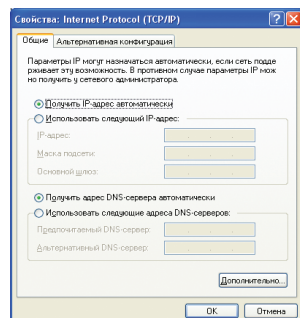 Свойства: Internet Protocol (TCP/IP)
Общие Альтернативная конфигурация
Параметры IP могут назначаться автоматически, если сеть подде
рживает эту возможность. В противном случае параметры IP мож
но получить у сетевого администратора.
Получить IP-адрес автоматически
Использовать следующий IP-адрес:
IP-адрес:
Маска подсети:
Основной шлюз:
Получить адрес DNS-сервера автоматически
Использовать следующие адреса DNS-серверов:
Предпочитаемый DNS-сервер:
Альтернативный DNS-сервер:
Дополнительно...
OK Отмена